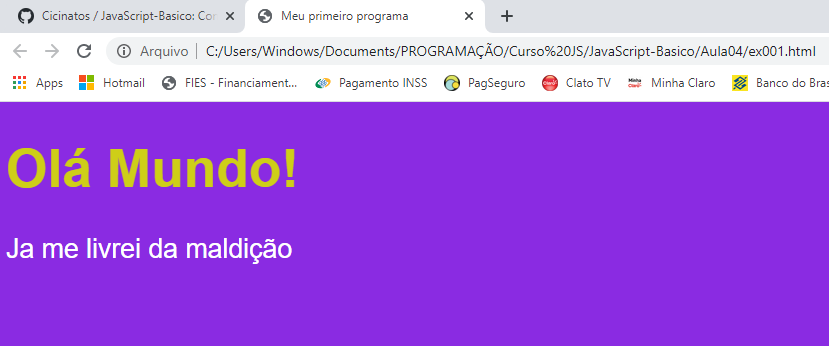 Cicinatos / JavaScript-Basico: Cor
Meu primeiro programa
Arquivo
C:/Users/Windows/Documents/PROGRAMAÇÃO/Curso%20JS/JavaScript-Basico/Aula04/ex001.html
Apps
Hotmail
FIES - Financiament...
Pagamento INSS
PagSeguro
Clato TV
Minha Claro
Banco do Bras
Olá Mundo!
Ja me livrei da maldição